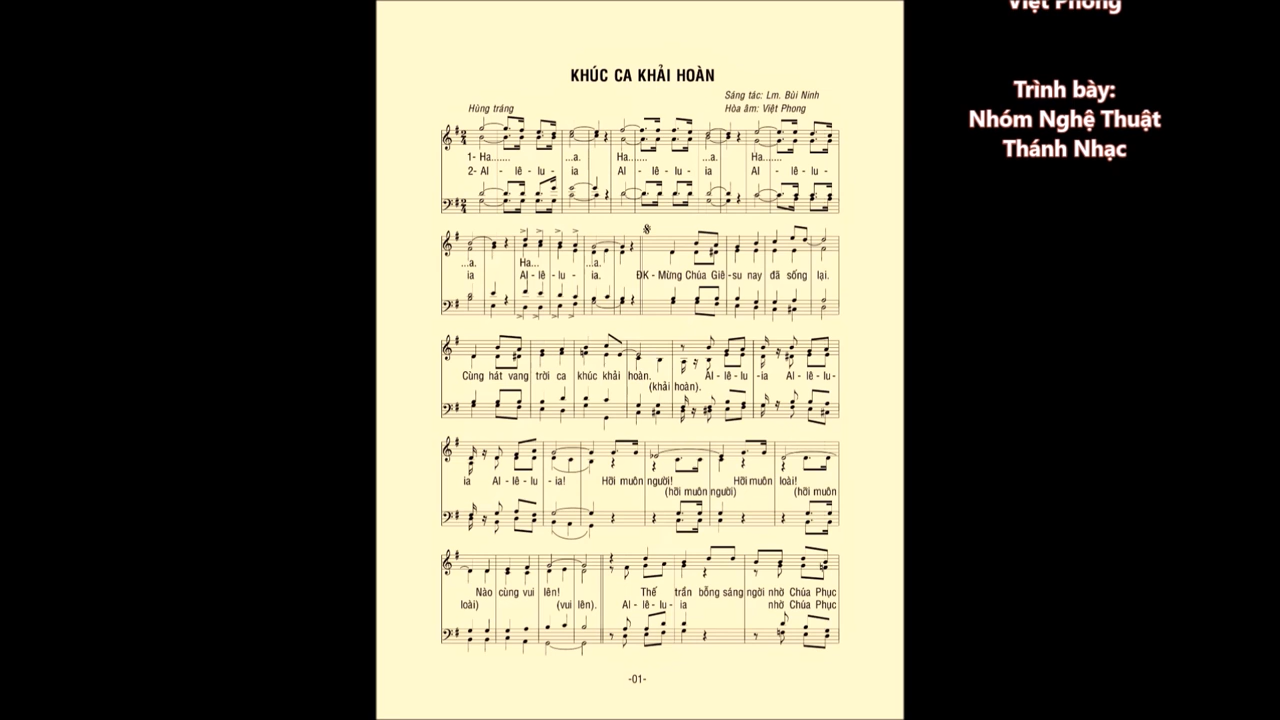 KHÚC CA KHẢI HOÀN
Sáng tác: Lm. Bùi Ninh
Hùng tráng
Hòa âm: Việt Phong
1- Ha....... ...a. Ha....... ...a. Ha.......
2- Al - lê - lu - ia Al - lê - lu - ia Al - lê - lu -
...a. Ha... ...a.
ia Al - lê - lu - ia. ĐK - Mừng Chúa Giê - su nay đã sống lại.
Cùng hát vang trời ca khúc khải hoàn. Al - lê - lu - ia Al - lê - lu -
(khải hoàn).
ia Al - lê - lu - ia! Hỡi muôn người! Hỡi muôn loài!
(hỡi muôn người) (hỡi muôn
Nào cùng vui lên! Thế trần bỗng sáng ngời nhờ Chúa Phục
loài) (vui lên). Al - lê - lu - ia nhờ Chúa Phục
-01-
Việt Phong
Trình bày:
Nhóm Nghệ Thuật
Thánh Nhạc